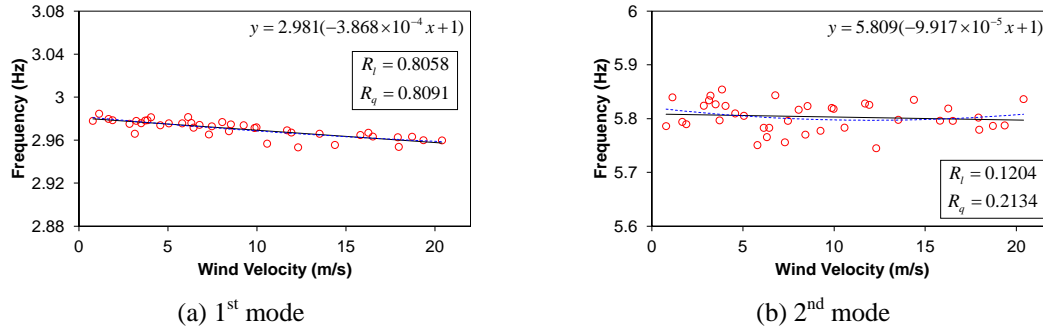 3.08
3.04
3
2.96
2.92
2.88
Frequency (Hz)
y = 2.981(−3.868×10⁻⁴ x+1)
R_l = 0.8058
R_q = 0.8091
0 5 10 15 20
Wind Velocity (m/s)
(a) 1st mode
6
5.9
5.8
5.7
5.6
Frequency (Hz)
y = 5.809(−9.917×10⁻⁵ x+1)
R_l = 0.1204
R_q = 0.2134
0 5 10 15 20
Wind Velocity (m/s)
(b) 2nd mode